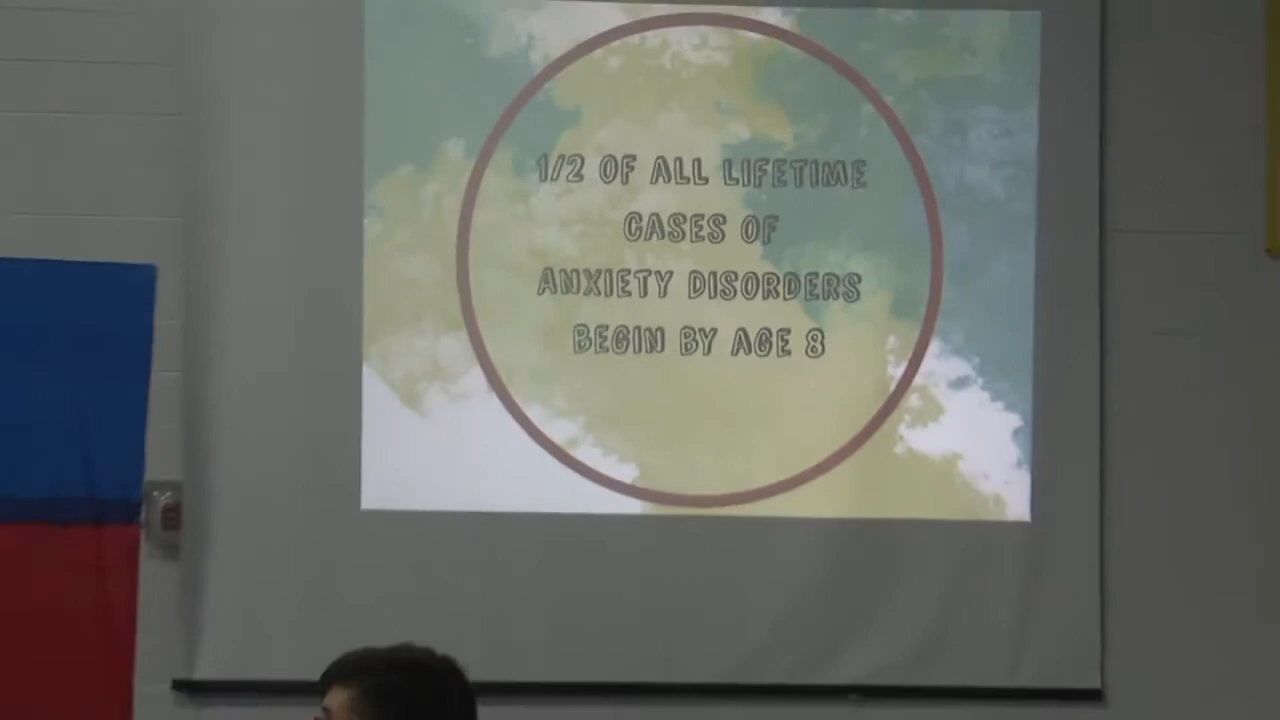 1/2 OF ALL LIFETIME
CASES OF
ANXIETY DISORDERS
BEGIN BY AGE 8